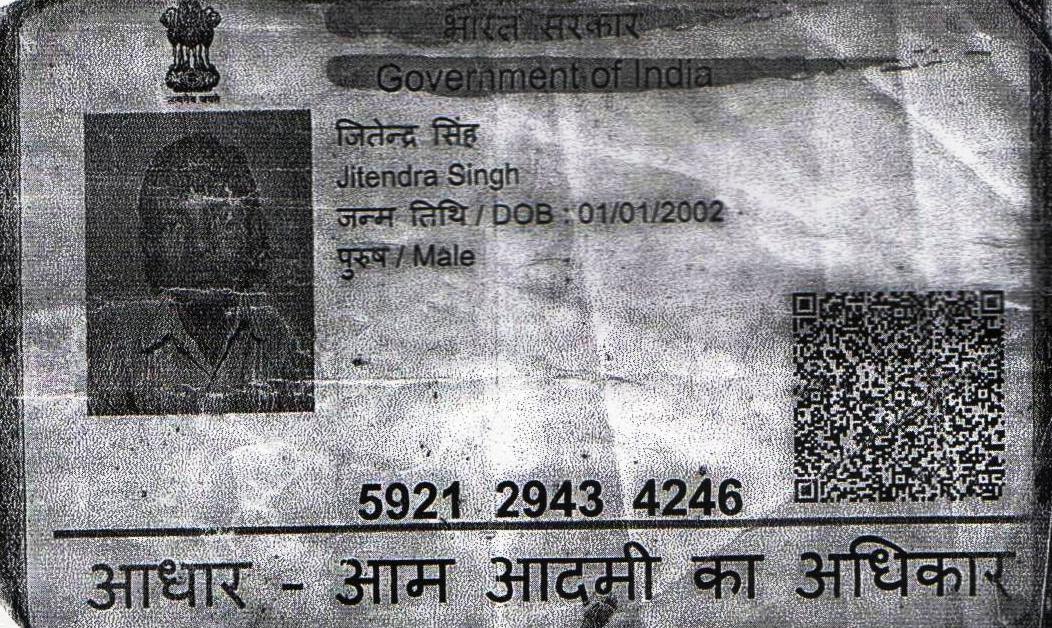 भारत सरकार
Government of India
जितेन्द्र सिंह
Jitendra Singh
जन्म तिथि / DOB : 01/01/2002
पुरुष / Male
5921 2943 4246
आधार - आम आदमी का अधिकार